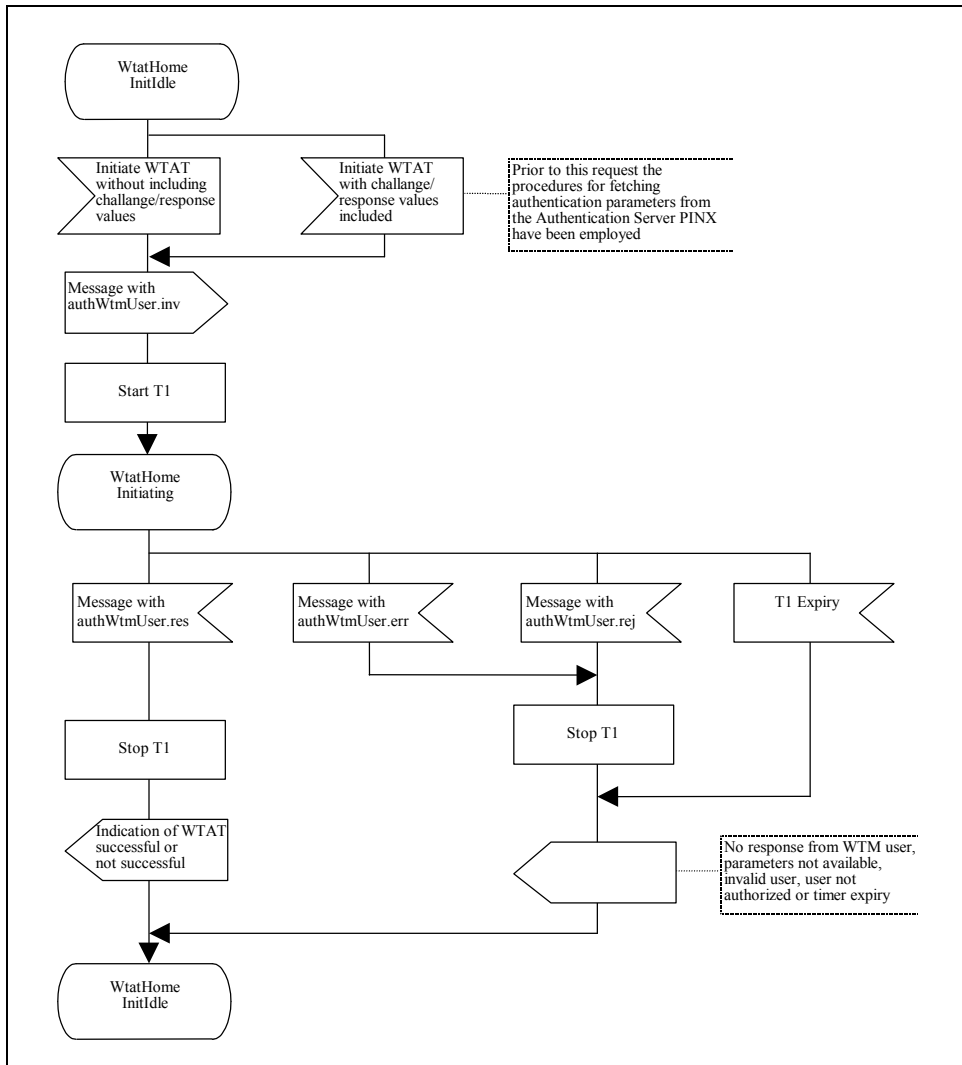 WtatHome
InitIdle
Initiate WTAT
without including
challange/response
values
Initiate WTAT
with challange/
response values
included
Prior to this request the
procedures for fetching
authentication parameters from
the Authentication Server PINX
have been employed
Message with
authWtmUser.inv
Start T1
WtatHome
Initiating
Message with
authWtmUser.res
Message with
authWtmUser.err
Message with
authWtmUser.rej
T1 Expiry
Stop T1
Stop T1
Indication of WTAT
successful or
not successful
No response from WTM user,
parameters not available,
invalid user, user not
authorized or timer expiry
WtatHome
InitIdle